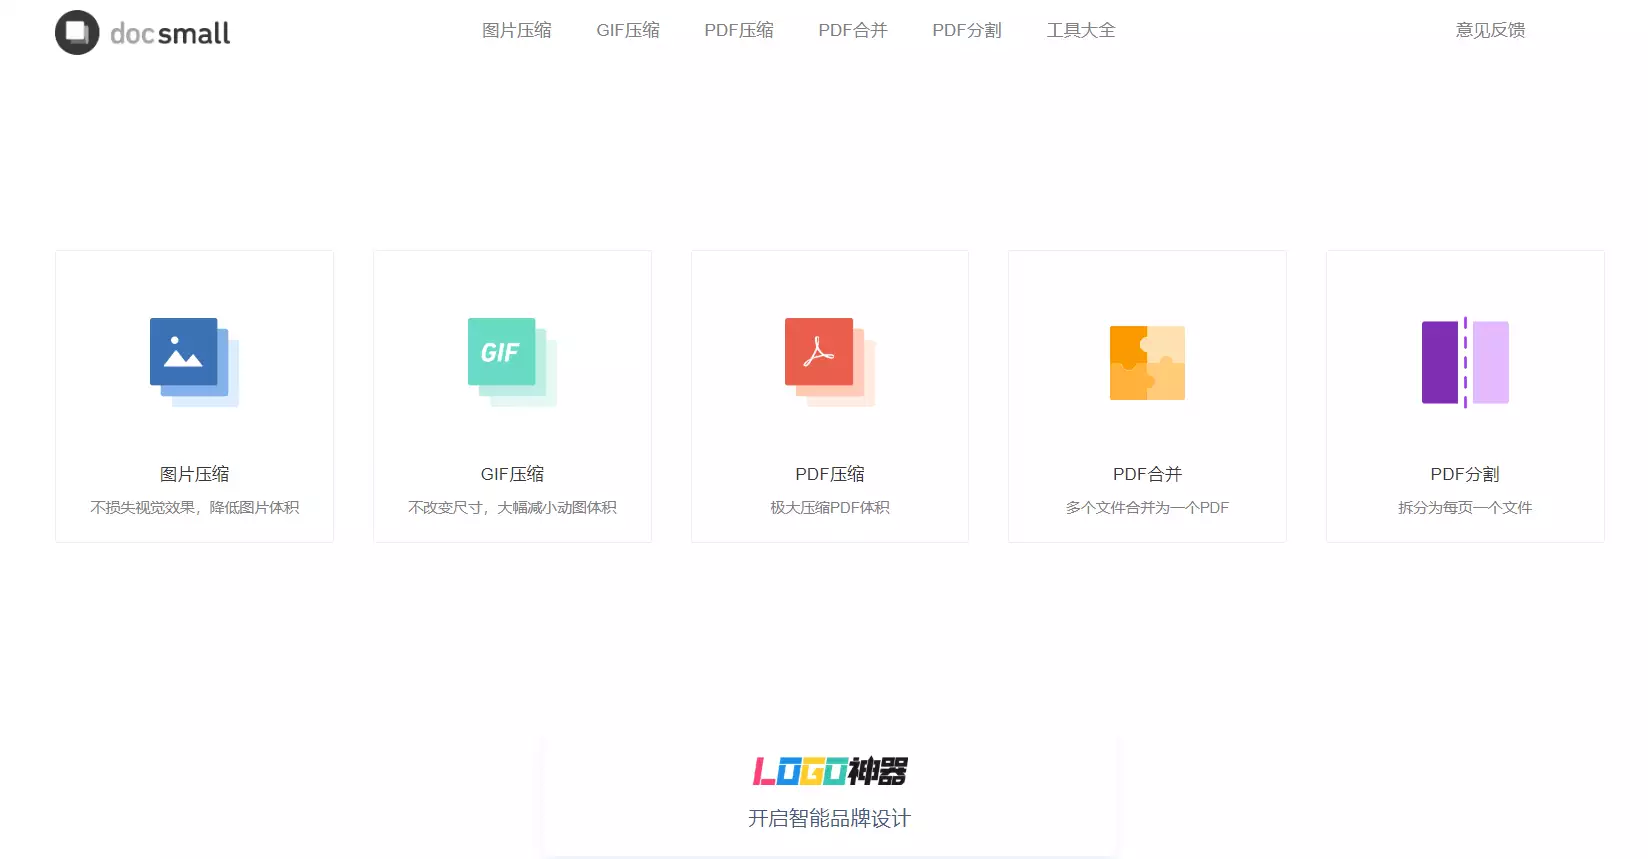 docsmall
图片压缩 GIF压缩 PDF压缩 PDF合并 PDF分割 工具大全 意见反馈
GIF
图片压缩
不损失视觉效果，降低图片体积
GIF压缩
不改变尺寸，大幅减小动图体积
PDF压缩
极大压缩PDF体积
PDF合并
多个文件合并为一个PDF
PDF分割
拆分为每页一个文件
LOGO神器
开启智能品牌设计